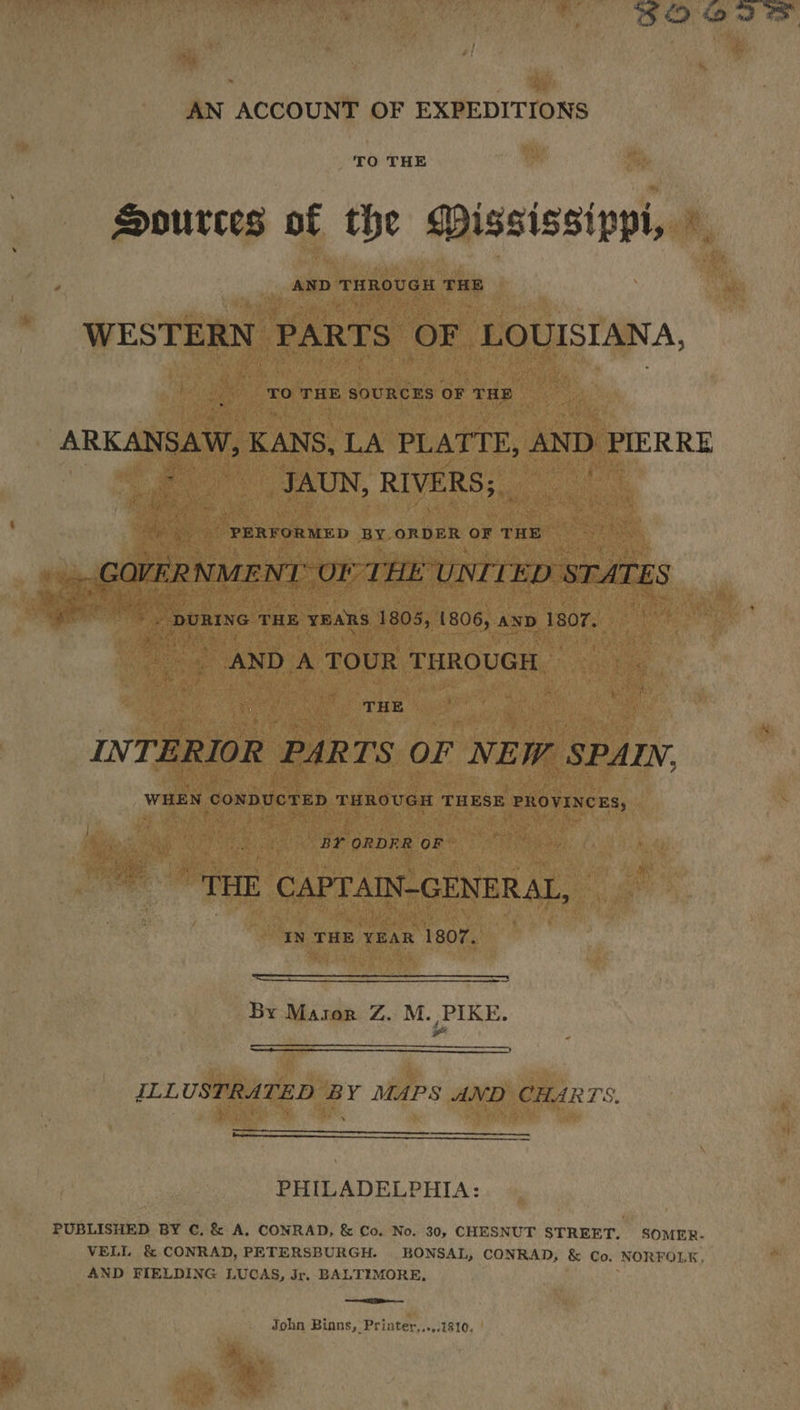 80658
AN ACCOUNT OF EXPEDITIONS
TO THE
Sources of the Mississippi,
AND THROUGH THE
WESTERN PARTS OF LOUISIANA,
TO THE SOURCES OF THE
ARKANSAW, KANS, LA PLATTE, AND PIERRE
JAUN, RIVERS;
PERFORMED BY ORDER OF THE
GOVERNMENT OF THE UNITED STATES
DURING THE YEARS 1805, 1806, AND 1807.
AND A TOUR THROUGH
THE
INTERIOR PARTS OF NEW SPAIN,
WHEN CONDUCTED THROUGH THESE PROVINCES,
BY ORDER OF
THE CAPTAIN-GENERAL,
IN THE YEAR 1807.
By Major Z. M. PIKE.
ILLUSTRATED BY MAPS AND CHARTS.
PHILADELPHIA:
PUBLISHED BY C. & A. CONRAD, & Co. No. 30, CHESNUT STREET. SOMER-
VELL & CONRAD, PETERSBURGH. BONSAL, CONRAD, & Co. NORFOLK,
AND FIELDING LUCAS, Jr. BALTIMORE.
John Binns, Printer,....1810.